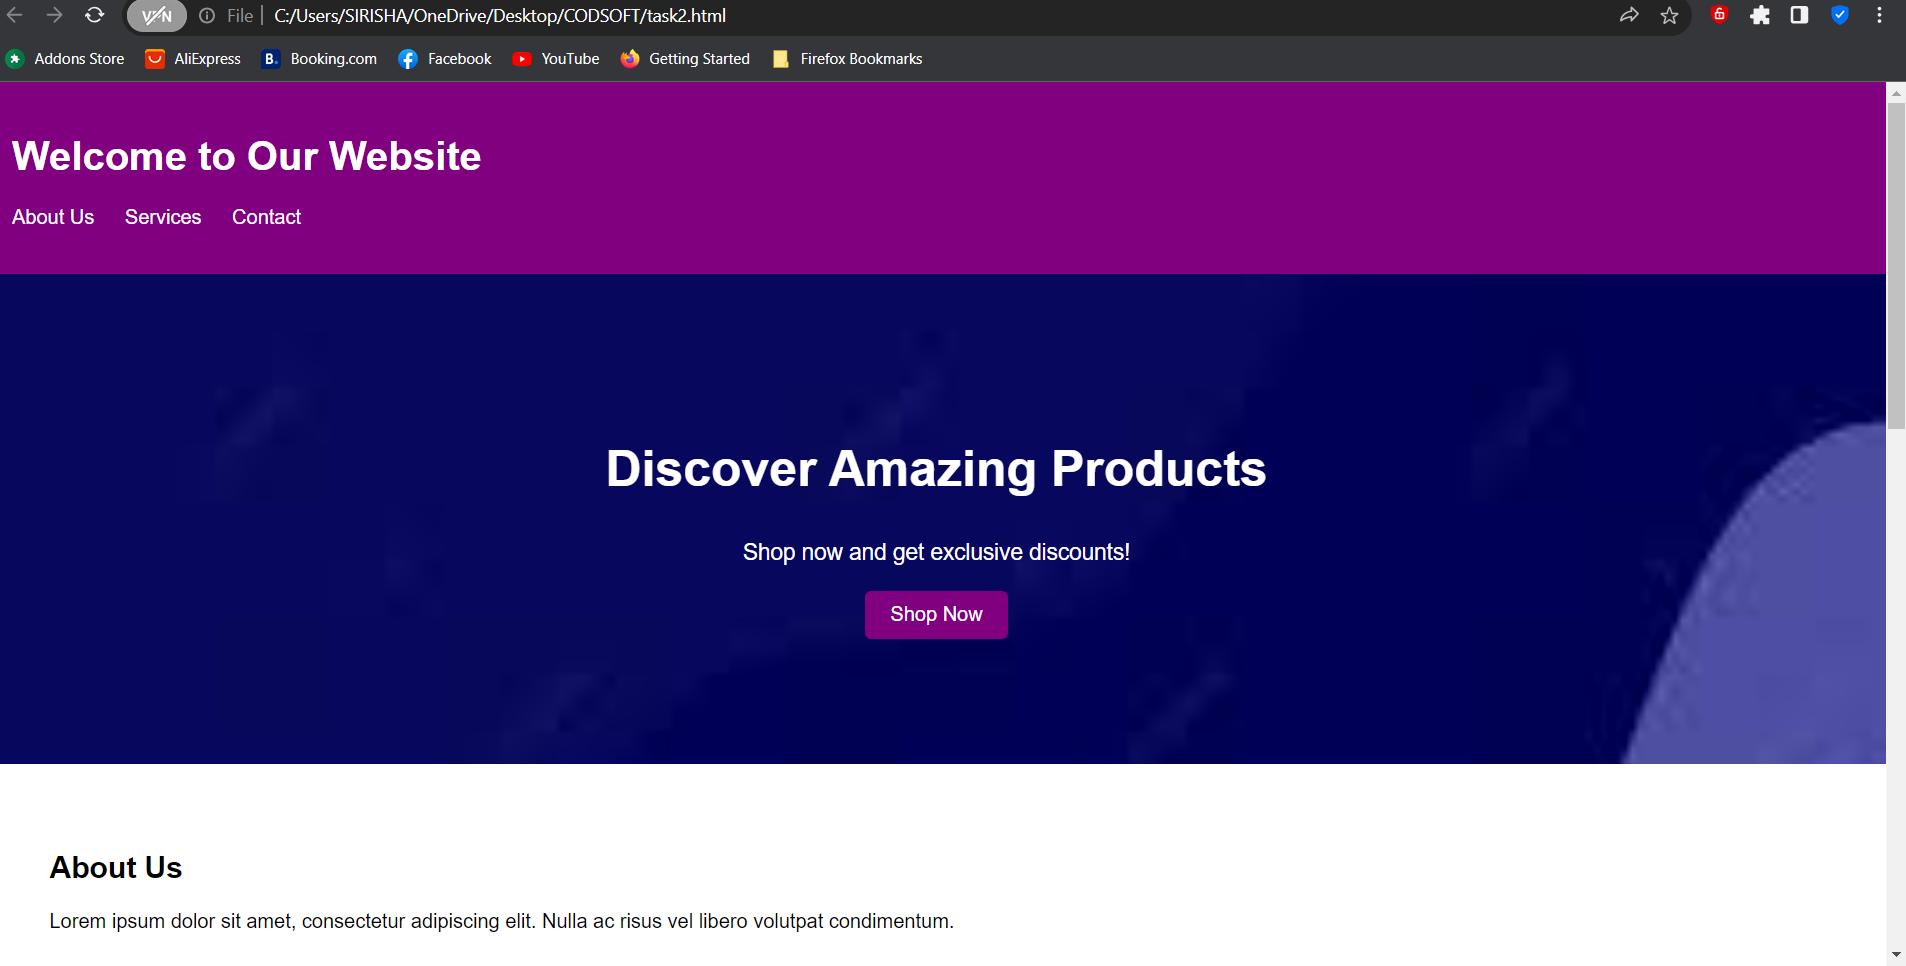 VPN File C:/Users/SIRISHA/OneDrive/Desktop/CODSOFT/task2.html
Addons Store AliExpress B. Booking.com Facebook YouTube Getting Started Firefox Bookmarks
Welcome to Our Website
About Us Services Contact
Discover Amazing Products
Shop now and get exclusive discounts!
Shop Now
About Us
Lorem ipsum dolor sit amet, consectetur adipiscing elit. Nulla ac risus vel libero volutpat condimentum.